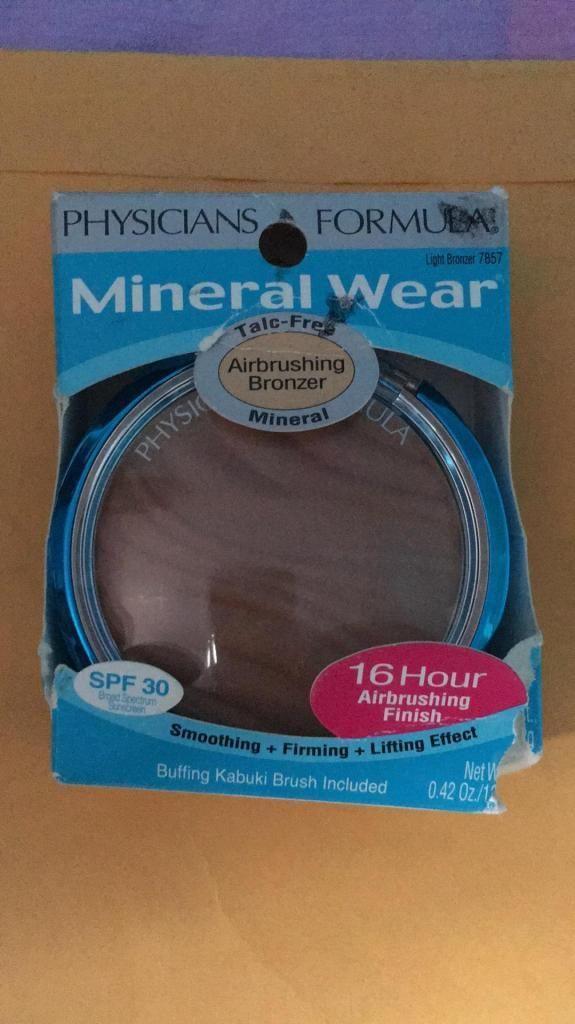 PHYSICIANS FORMULA
Light Bronzer 7857
Mineral Wear
Talc-Free
Airbrushing
Bronzer
Mineral
SPF 30
Broad Spectrum
Sunscreen
16 Hour
Airbrushing
Finish
Smoothing + Firming + Lifting Effect
Buffing Kabuki Brush Included
Net
0.42 Oz./